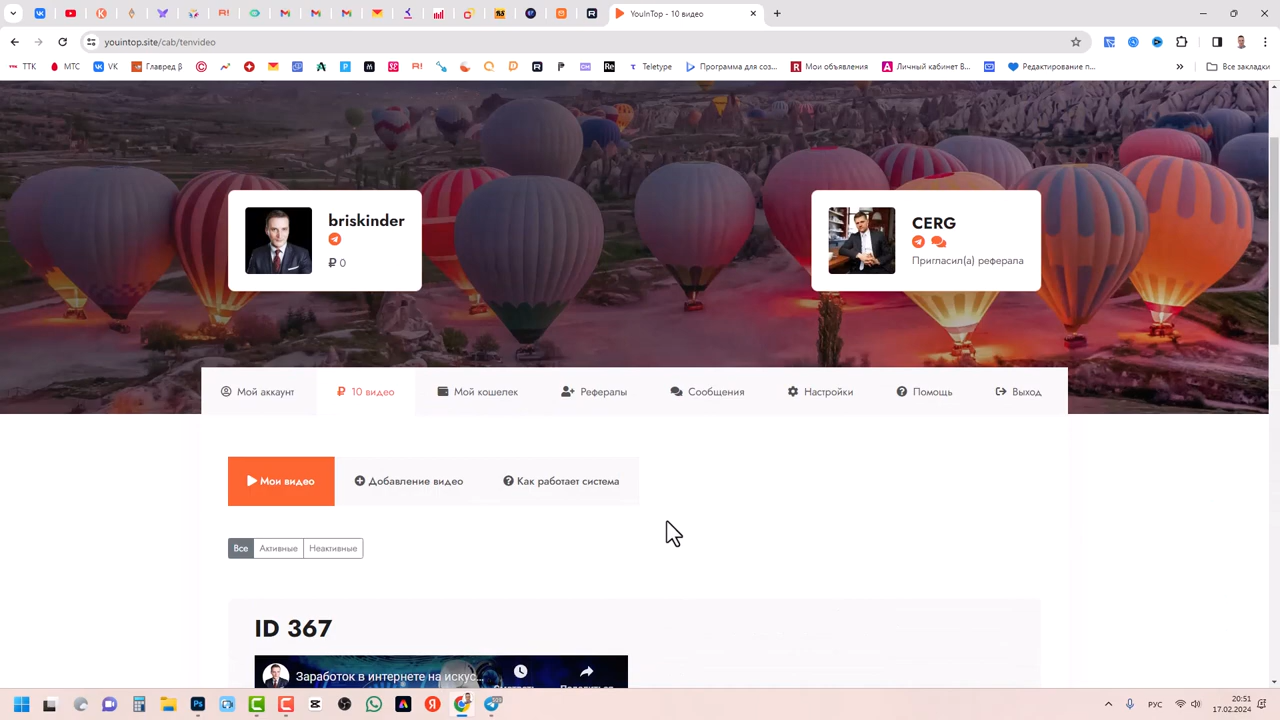 YouInTop - 10 видео
youintop.site/cab/tenvideo
ТТК
МТС
VK
Главред β
Teletype
Программа для соз...
Мои объявления
Личный кабинет В...
Редактирование п...
Все закладки
briskinder
₽ 0
CERG
Пригласил(а) реферала
Мой аккаунт
10 видео
Мой кошелек
Рефералы
Сообщения
Настройки
Помощь
Выход
Мои видео
Добавление видео
Как работает система
Все
Активные
Неактивные
ID 367
Заработок в интернете на искус...
РУС
20:51
17.02.2024